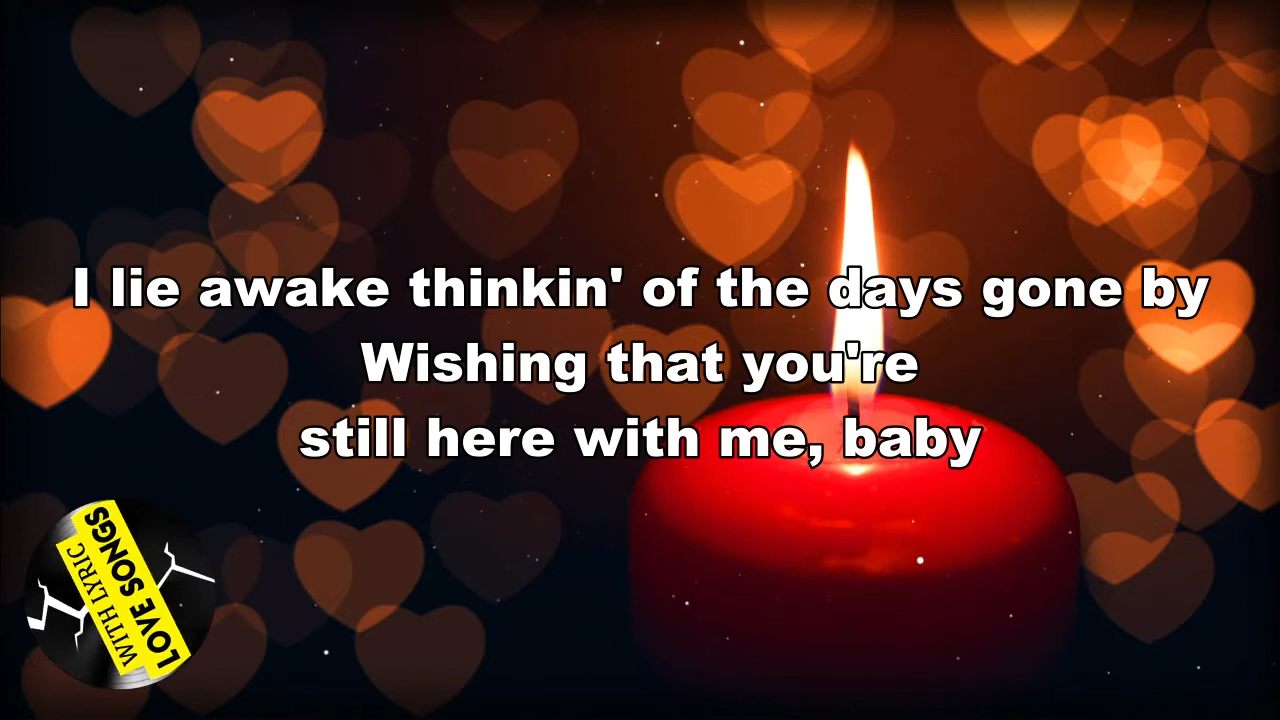 I lie awake thinkin' of the days gone by
Wishing that you're
still here with me, baby
WITH LYRIC
LOVE SONGS